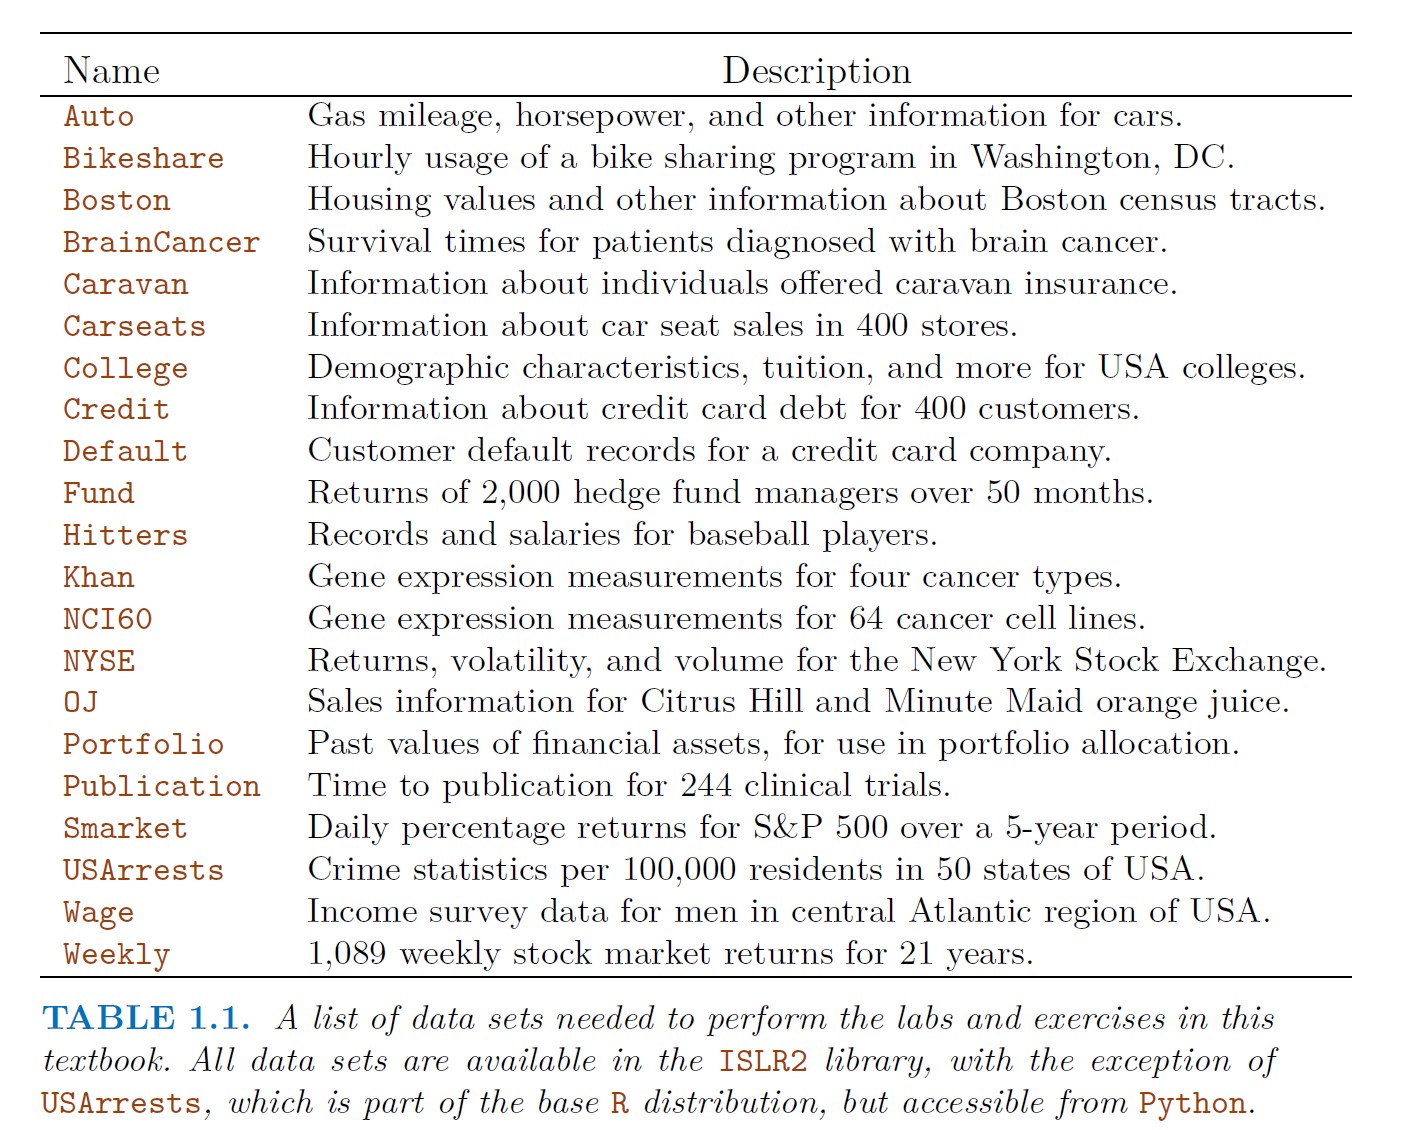 Name Description
Auto Gas mileage, horsepower, and other information for cars.
Bikeshare Hourly usage of a bike sharing program in Washington, DC.
Boston Housing values and other information about Boston census tracts.
BrainCancer Survival times for patients diagnosed with brain cancer.
Caravan Information about individuals offered caravan insurance.
Carseats Information about car seat sales in 400 stores.
College Demographic characteristics, tuition, and more for USA colleges.
Credit Information about credit card debt for 400 customers.
Default Customer default records for a credit card company.
Fund Returns of 2,000 hedge fund managers over 50 months.
Hitters Records and salaries for baseball players.
Khan Gene expression measurements for four cancer types.
NCI60 Gene expression measurements for 64 cancer cell lines.
NYSE Returns, volatility, and volume for the New York Stock Exchange.
OJ Sales information for Citrus Hill and Minute Maid orange juice.
Portfolio Past values of financial assets, for use in portfolio allocation.
Publication Time to publication for 244 clinical trials.
Smarket Daily percentage returns for S&P 500 over a 5-year period.
USArrests Crime statistics per 100,000 residents in 50 states of USA.
Wage Income survey data for men in central Atlantic region of USA.
Weekly 1,089 weekly stock market returns for 21 years.
TABLE 1.1. A list of data sets needed to perform the labs and exercises in this
textbook. All data sets are available in the ISLR2 library, with the exception of
USArrests, which is part of the base R distribution, but accessible from Python.